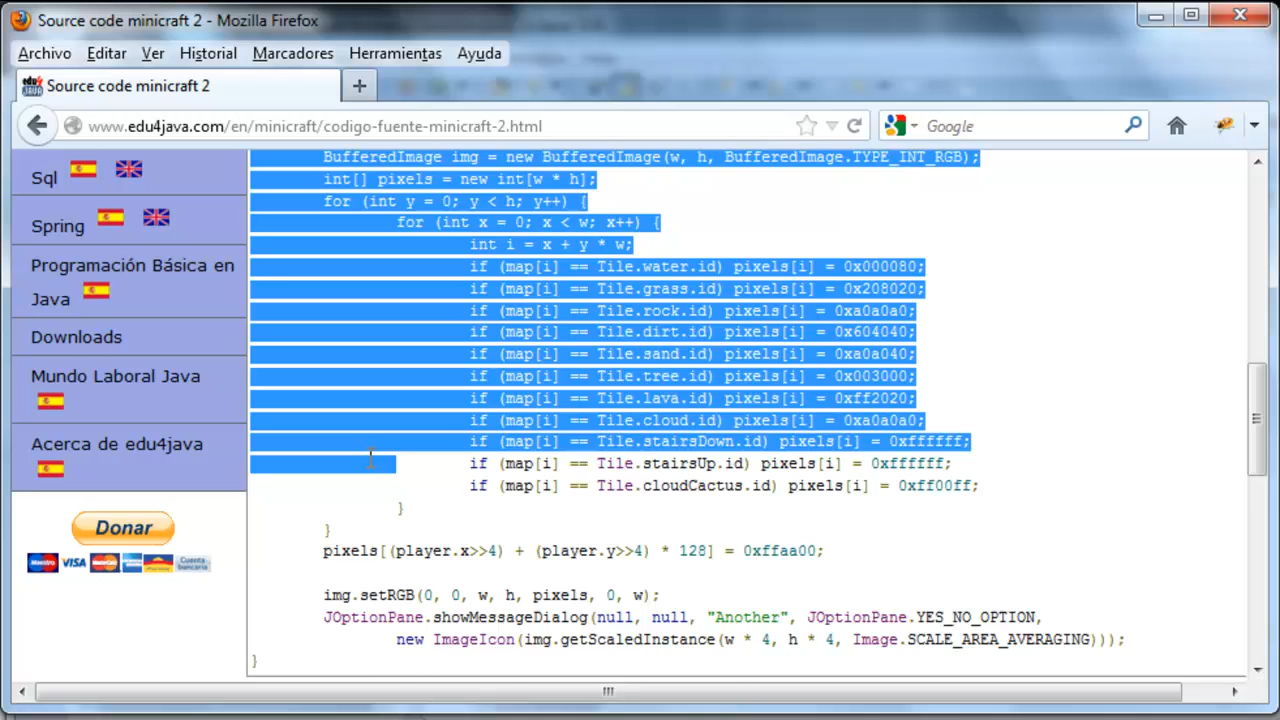 Source code minicraft 2 - Mozilla Firefox
Archivo Editar Ver Historial Marcadores Herramientas Ayuda
edu4 JAVA Source code minicraft 2
www.edu4java.com/en/minicraft/codigo-fuente-minicraft-2.html
Google
Sql
Spring
Programación Básica en
Java
Downloads
Mundo Laboral Java
Acerca de edu4java
Donar
Maestro VISA Cuenta bancaria
BufferedImage img = new BufferedImage(w, h, BufferedImage.TYPE_INT_RGB);
int[] pixels = new int[w * h];
for (int y = 0; y < h; y++) {
for (int x = 0; x < w; x++) {
int i = x + y * w;
if (map[i] == Tile.water.id) pixels[i] = 0x000080;
if (map[i] == Tile.grass.id) pixels[i] = 0x208020;
if (map[i] == Tile.rock.id) pixels[i] = 0xa0a0a0;
if (map[i] == Tile.dirt.id) pixels[i] = 0x604040;
if (map[i] == Tile.sand.id) pixels[i] = 0xa0a040;
if (map[i] == Tile.tree.id) pixels[i] = 0x003000;
if (map[i] == Tile.lava.id) pixels[i] = 0xff2020;
if (map[i] == Tile.cloud.id) pixels[i] = 0xa0a0a0;
if (map[i] == Tile.stairsDown.id) pixels[i] = 0xffffff;
if (map[i] == Tile.stairsUp.id) pixels[i] = 0xffffff;
if (map[i] == Tile.cloudCactus.id) pixels[i] = 0xff00ff;
}
}
pixels[(player.x>>4) + (player.y>>4) * 128] = 0xffaa00;
img.setRGB(0, 0, w, h, pixels, 0, w);
JOptionPane.showMessageDialog(null, null, "Another", JOptionPane.YES_NO_OPTION,
new ImageIcon(img.getScaledInstance(w * 4, h * 4, Image.SCALE_AREA_AVERAGING)));
}